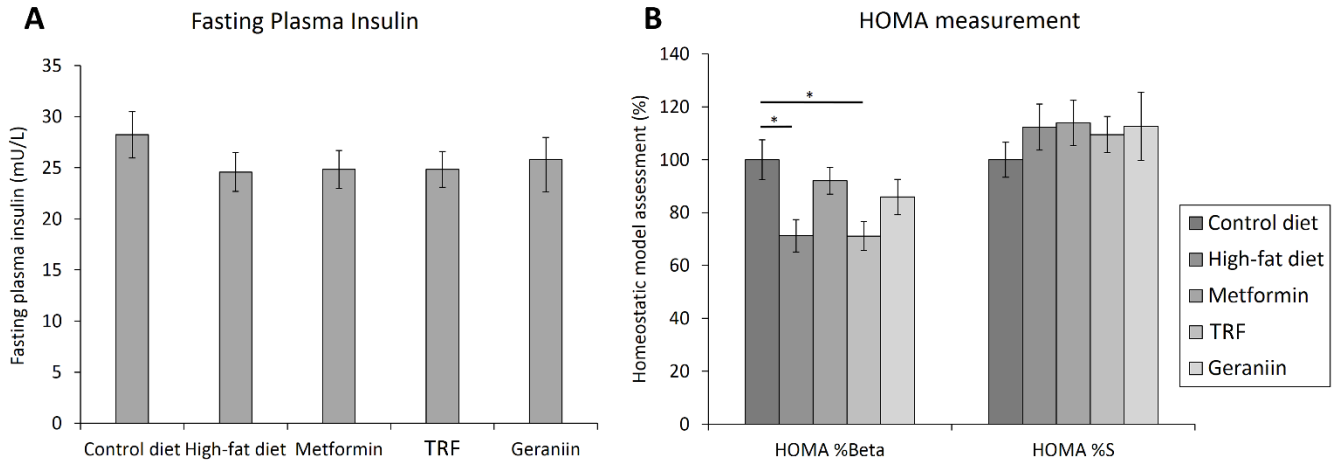 A
Fasting Plasma Insulin
Fasting plasma insulin (mU/L)
35
30
25
20
15
10
5
0
Control diet High-fat diet Metformin TRF Geraniin
B
HOMA measurement
Homeostatic model assessment (%)
140
120
100
80
60
40
20
0
*
*
HOMA %Beta HOMA %S
Control diet
High-fat diet
Metformin
TRF
Geraniin